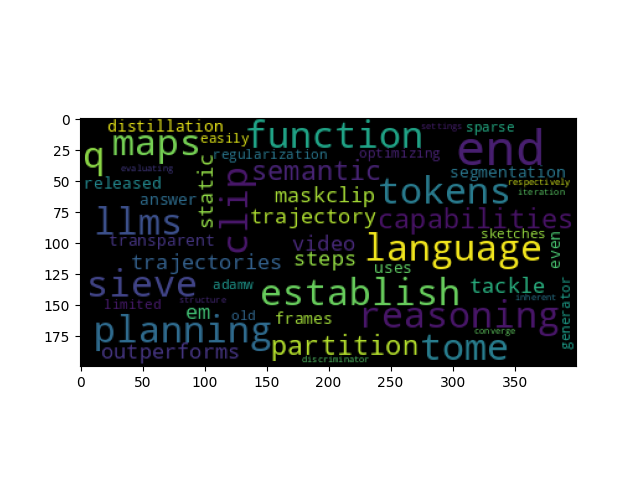 0
25
50
75
100
125
150
175
0 50 100 150 200 250 300 350
distillation function settings sparse
maps easily end
q regularization optimizing
evaluating static clip semantic segmentation
released answer maskclip tokens respectively
iteration
llms trajectory capabilities
transparent video language sketches even
trajectories steps uses
sieve adamw establish tackle
limited structure inherent generator
em old frames reasoning
planning converge
outperforms partition tome
discriminator